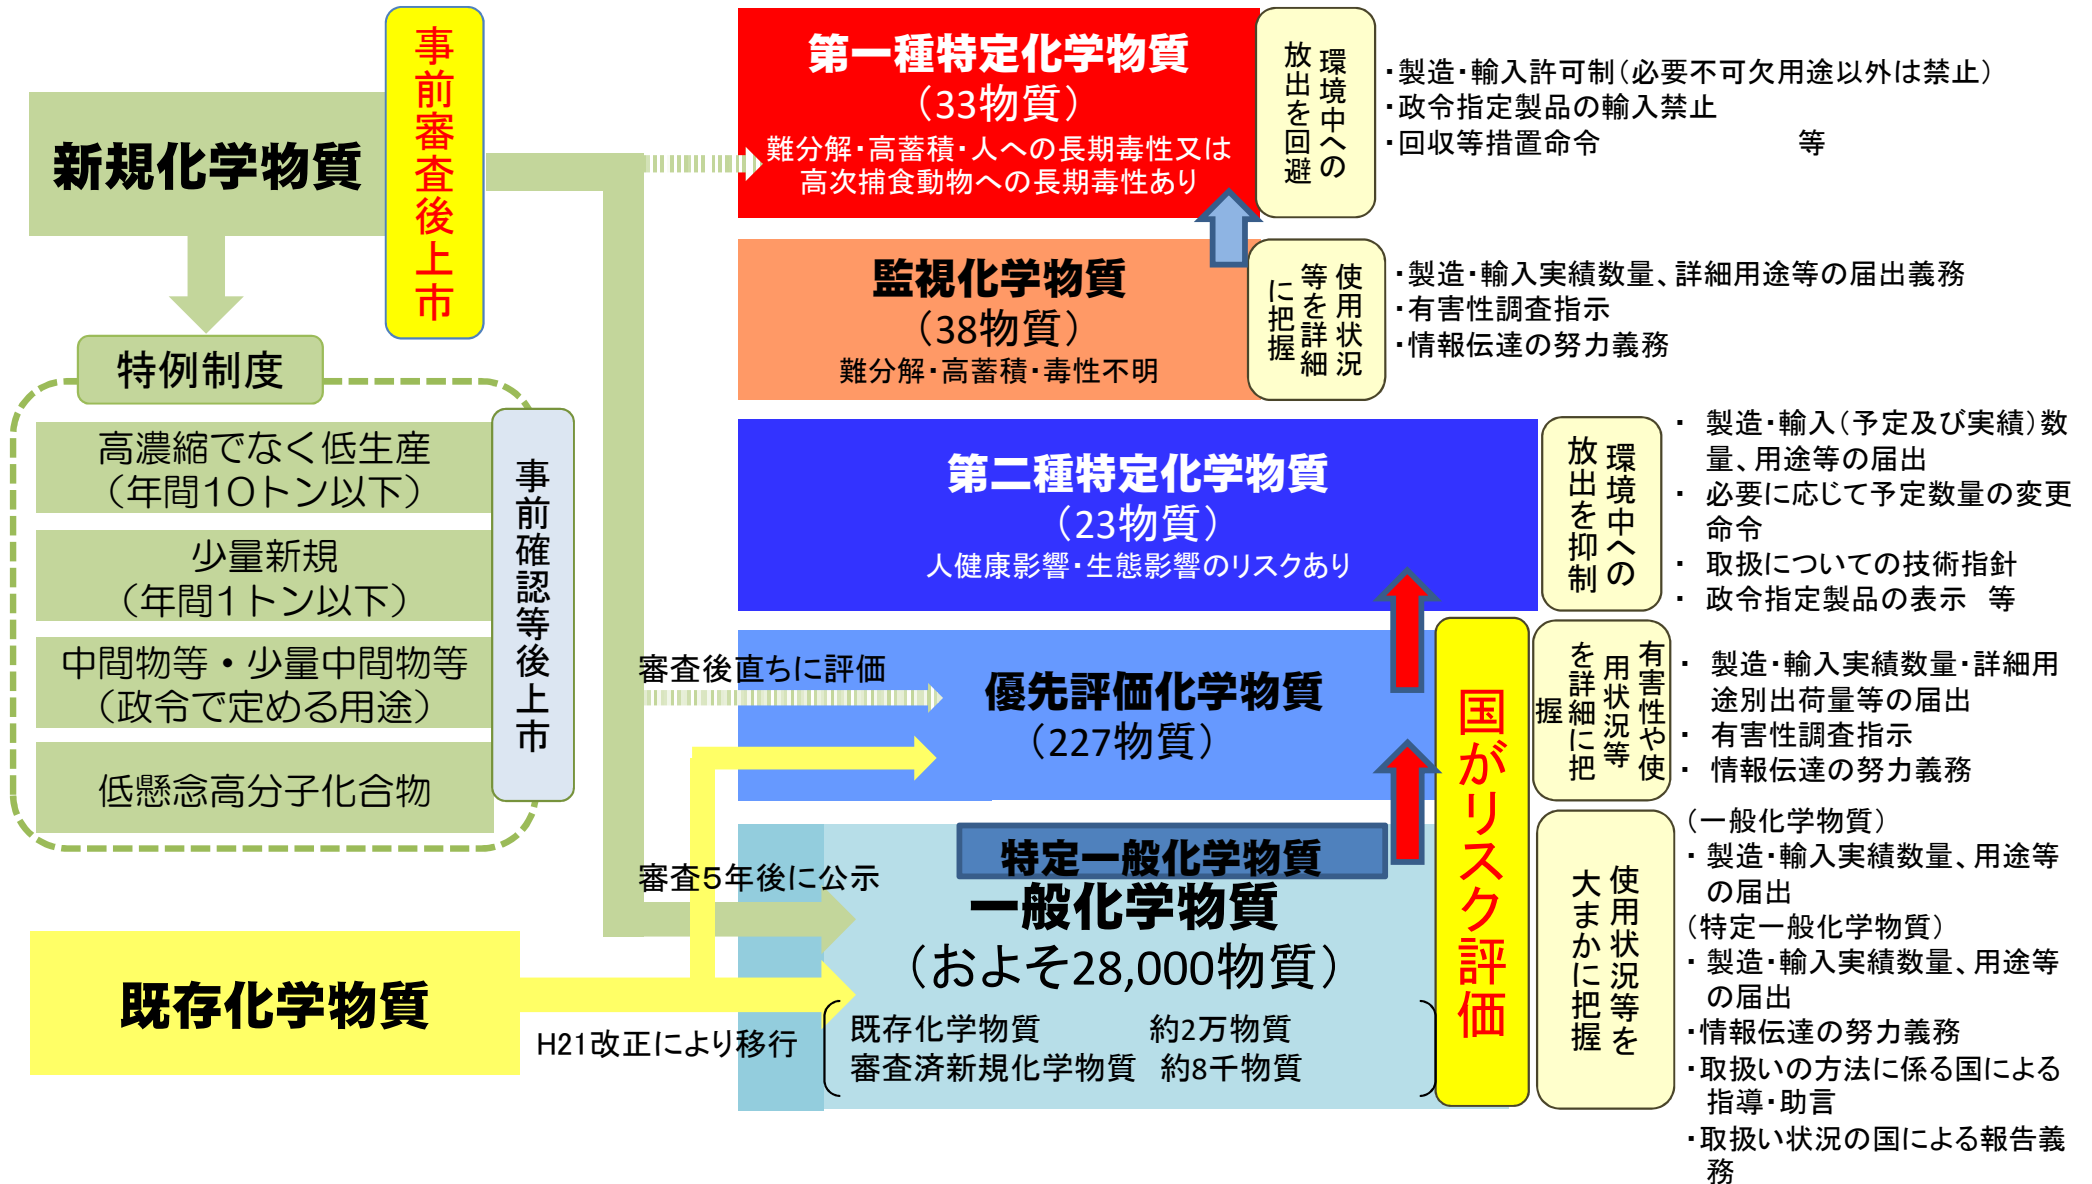 新規化学物質
事前審査後上市
特例制度
高濃縮でなく低生産
（年間10トン以下）
少量新規
（年間1トン以下）
中間物等・少量中間物等
（政令で定める用途）
低懸念高分子化合物
事前確認等後上市
既存化学物質
審査後直ちに評価
審査５年後に公示
H21改正により移行
第一種特定化学物質
（33物質）
難分解・高蓄積・人への長期毒性又は
高次捕食動物への長期毒性あり
環境中への
放出を回避
・製造・輸入許可制（必要不可欠用途以外は禁止）
・政令指定製品の輸入禁止
・回収等措置命令　　　　　等
監視化学物質
（38物質）
難分解・高蓄積・毒性不明
使用状況
等を詳細
に把握
・製造・輸入実績数量、詳細用途等の届出義務
・有害性調査指示
・情報伝達の努力義務
第二種特定化学物質
（23物質）
人健康影響・生態影響のリスクあり
環境中への
放出を抑制
・ 製造・輸入（予定及び実績）数
量、用途等の届出
・ 必要に応じて予定数量の変更
命令
・ 取扱についての技術指針
・ 政令指定製品の表示　等
優先評価化学物質
（227物質）
国がリスク評価
有害性や使
用状況等
を詳細に把
握
・ 製造・輸入実績数量・詳細用
途別出荷量等の届出
・ 有害性調査指示
・ 情報伝達の努力義務
特定一般化学物質
一般化学物質
（およそ28,000物質）
既存化学物質　　　約2万物質
審査済新規化学物質　約8千物質
使用状況等を
大まかに把握
（一般化学物質）
・ 製造・輸入実績数量、用途等
の届出
（特定一般化学物質）
・ 製造・輸入実績数量、用途等
の届出
・情報伝達の努力義務
・取扱いの方法に係る国による
指導・助言
・取扱い状況の国による報告義
務